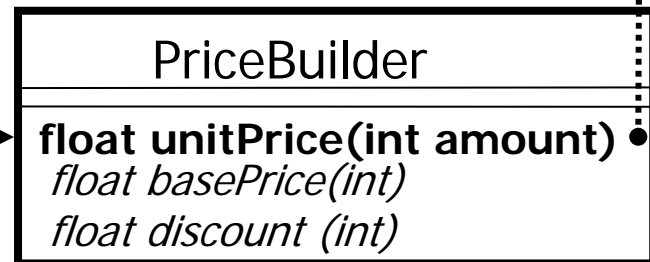 PriceBuilder
float unitPrice(int amount)
float basePrice(int)
float discount (int)